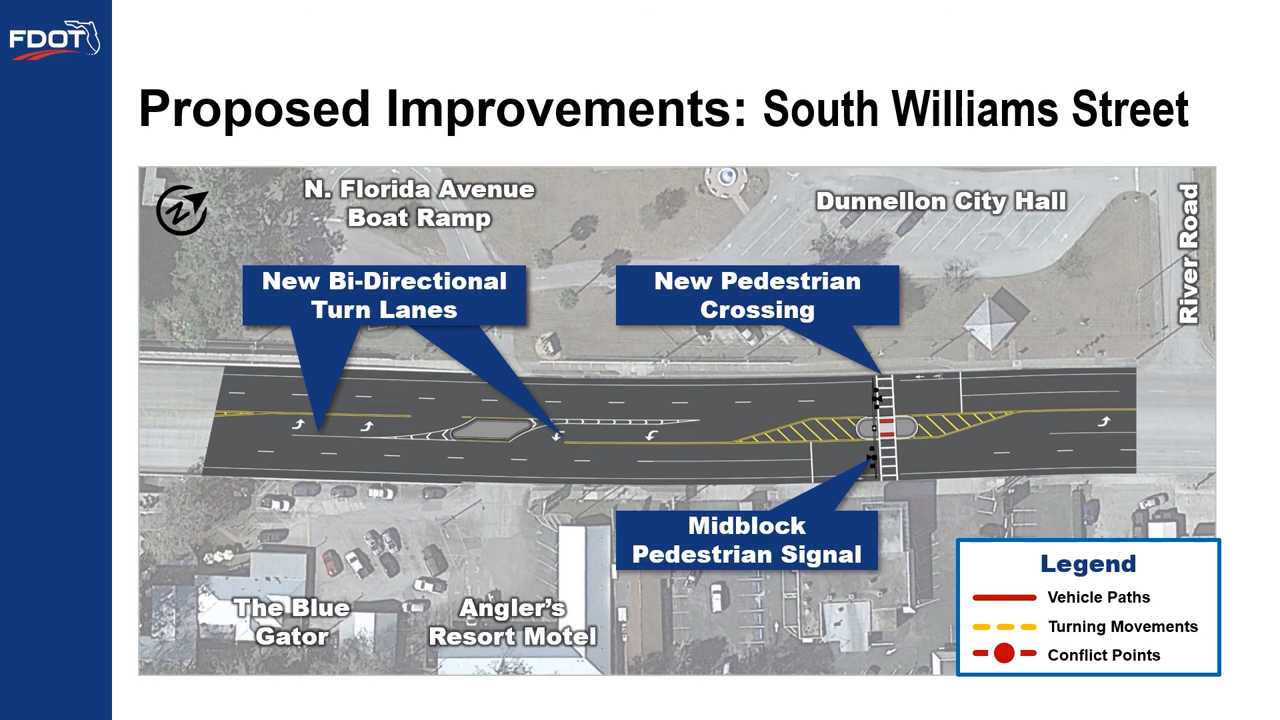 FDOT
Proposed Improvements: South Williams Street
N. Florida Avenue
Boat Ramp
Dunnellon City Hall
River Road
N
New Bi-Directional
Turn Lanes
New Pedestrian
Crossing
Midblock
Pedestrian Signal
The Blue
Gator
Angler's
Resort Motel
Legend
Vehicle Paths
Turning Movements
Conflict Points